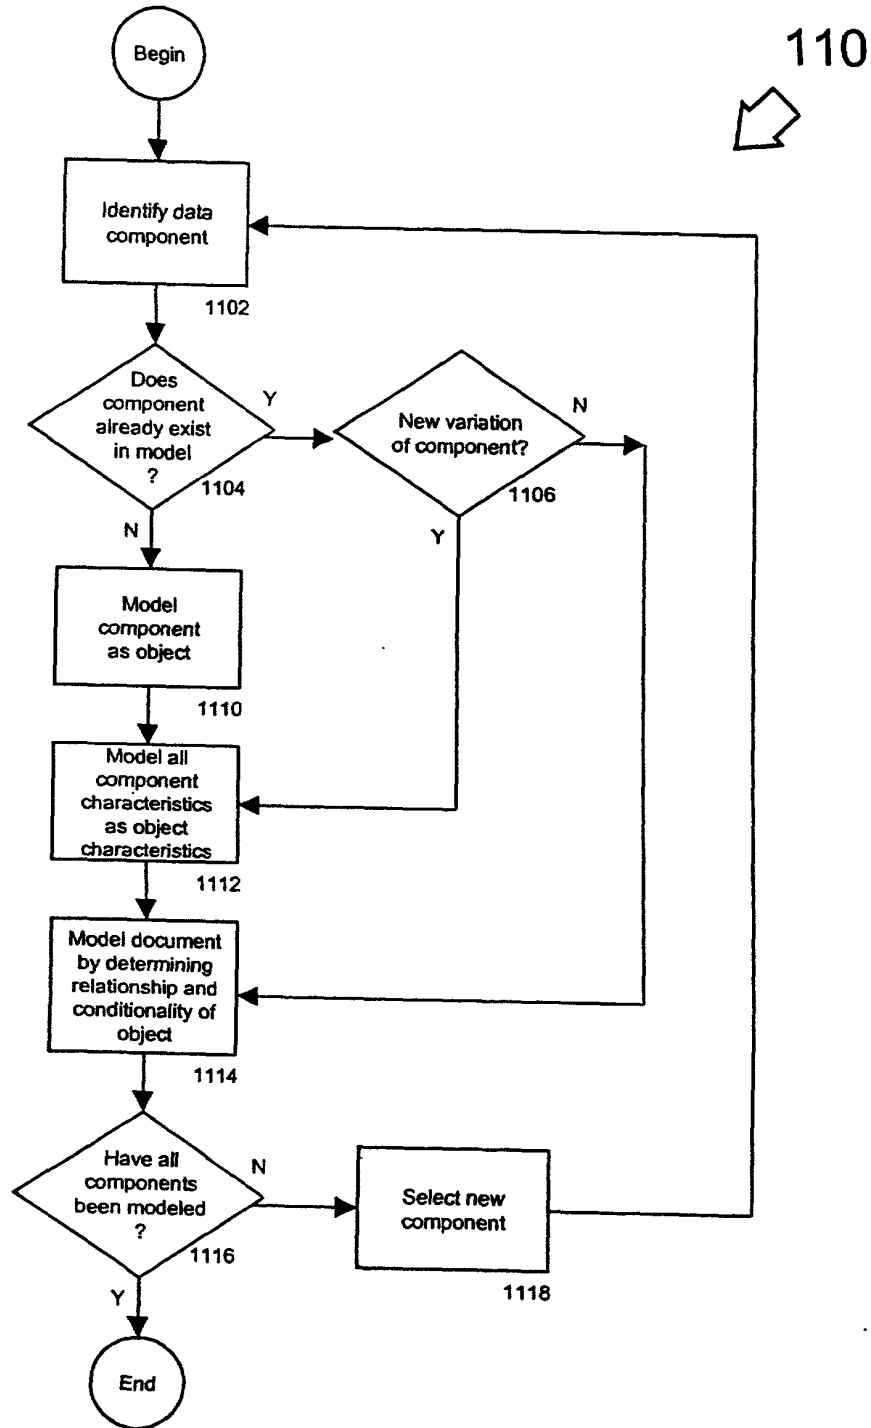 110
Begin
Identify data
component
1102
Does
component
already exist
in model
?
1104
Y
N
New variation
of component?
1106
N
Y
Model
component
as object
1110
Model all
component
characteristics
as object
characteristics
1112
Model document
by determining
relationship and
conditionality of
object
1114
Have all
components
been modeled
?
1116
N
Y
Select new
component
1118
End